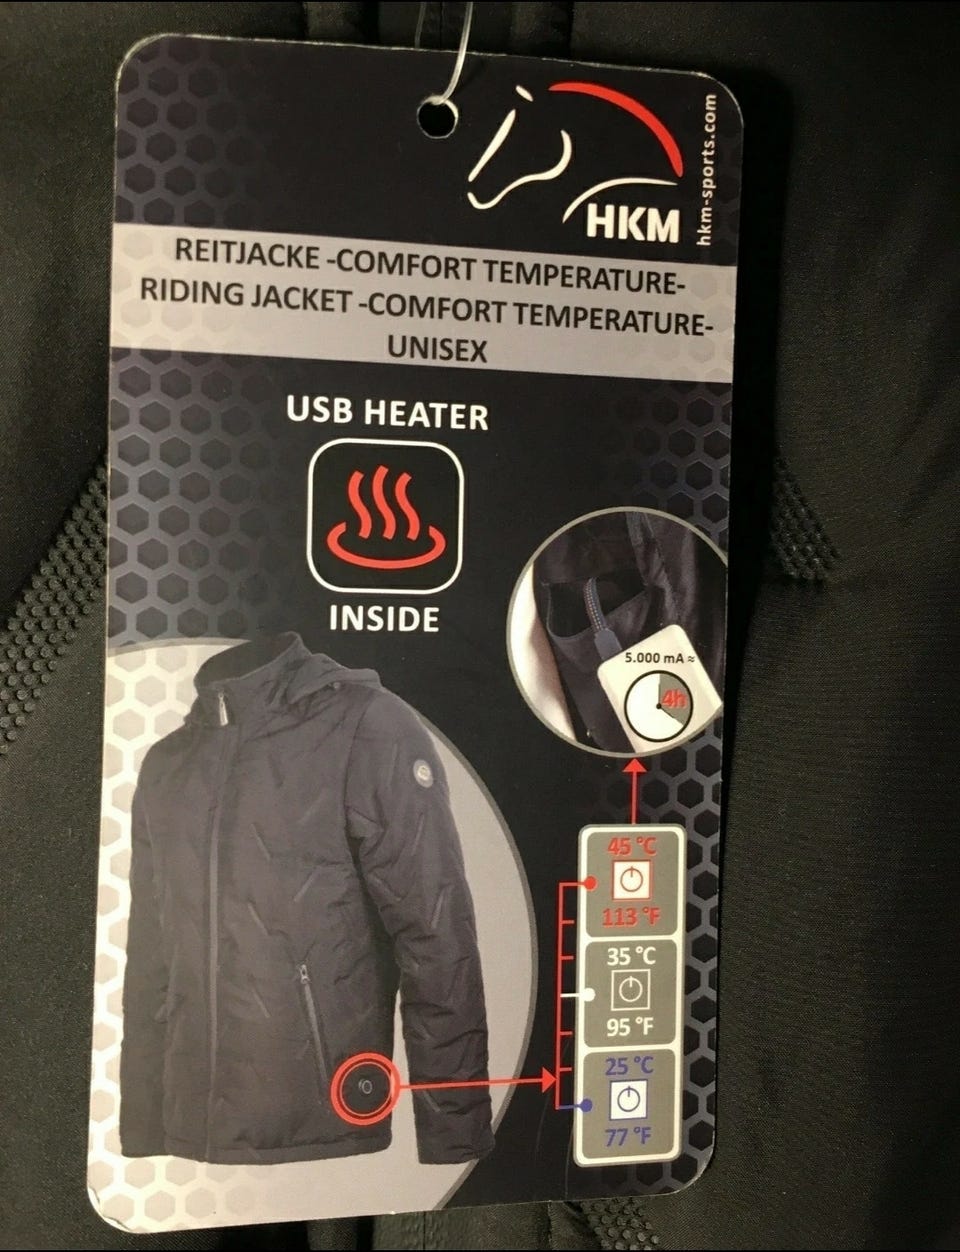 HKM
hkm-sports.com
REITJACKE -COMFORT TEMPERATURE-
RIDING JACKET -COMFORT TEMPERATURE-
UNISEX
USB HEATER
INSIDE
5.000 mA ≈
4h
45 °C
113 °F
35 °C
95 °F
25 °C
77 °F